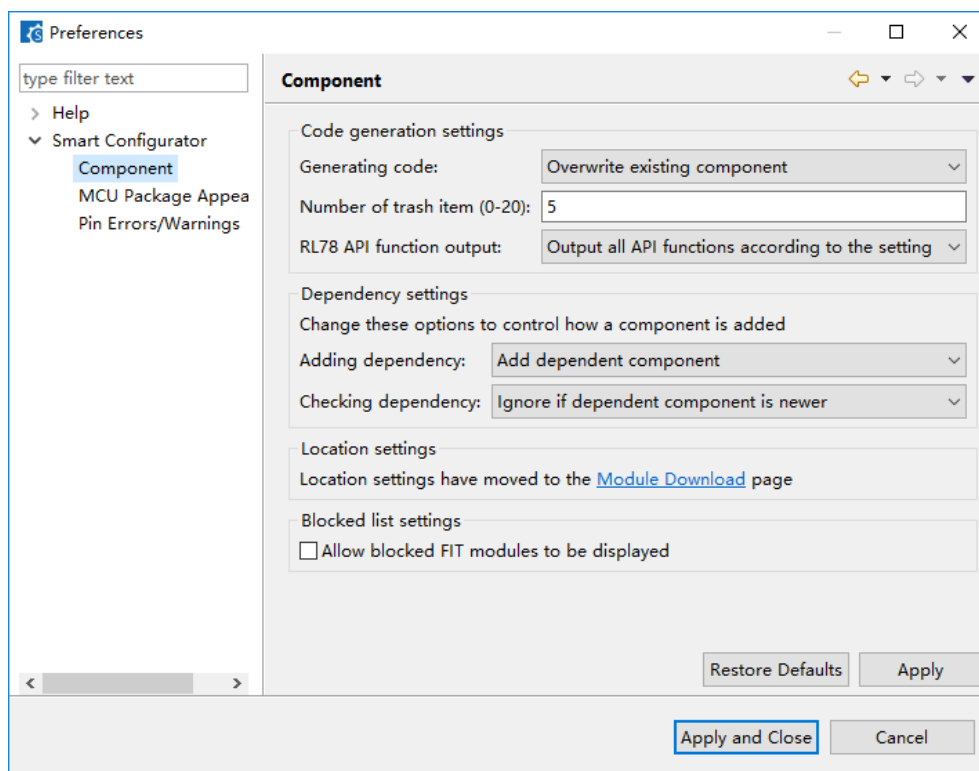 Preferences
type filter text
Help
Smart Configurator
Component
MCU Package Appea
Pin Errors/Warnings
Component
Code generation settings
Generating code: Overwrite existing component
Number of trash item (0-20): 5
RL78 API function output: Output all API functions according to the setting
Dependency settings
Change these options to control how a component is added
Adding dependency: Add dependent component
Checking dependency: Ignore if dependent component is newer
Location settings
Location settings have moved to the Module Download page
Blocked list settings
Allow blocked FIT modules to be displayed
Restore Defaults Apply
Apply and Close Cancel